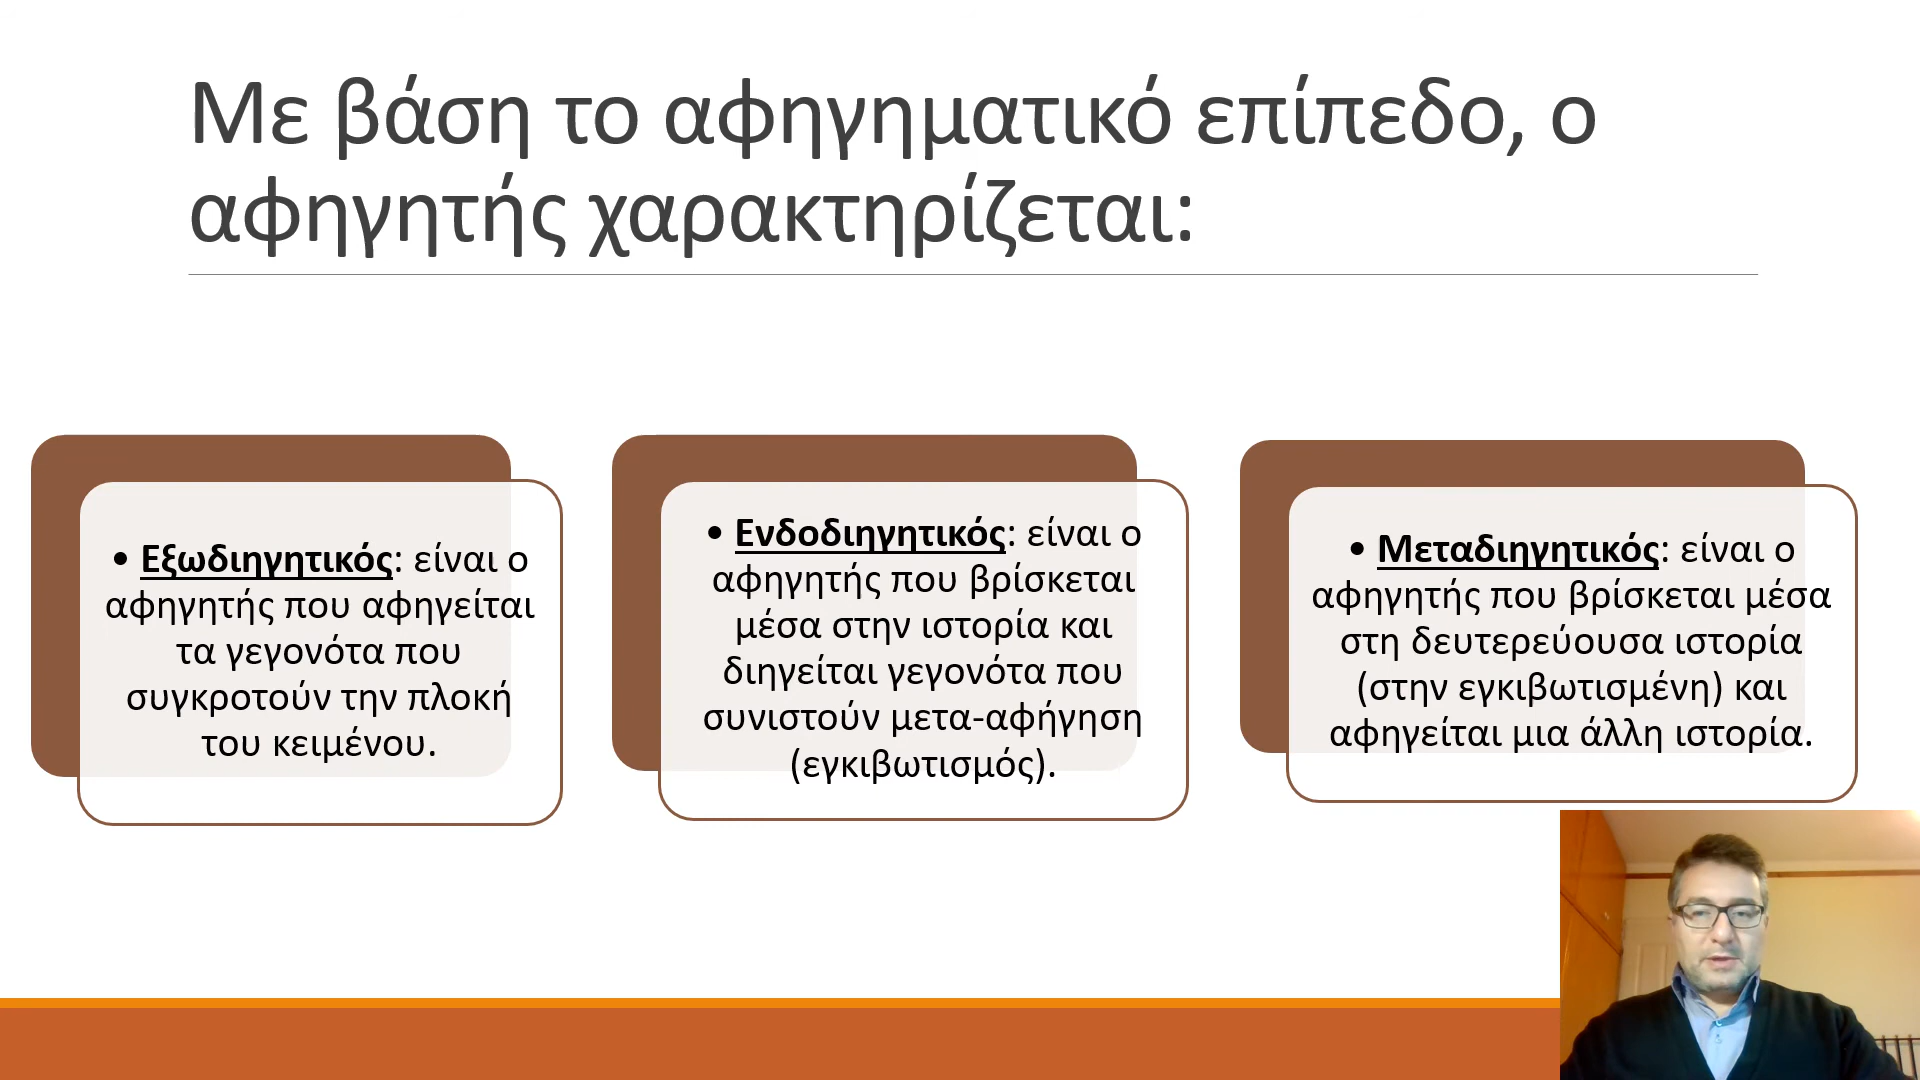 Με βάση το αφηγηματικό επίπεδο, ο
αφηγητής χαρακτηρίζεται:
• Εξωδιηγητικός: είναι ο
αφηγητής που αφηγείται
τα γεγονότα που
συγκροτούν την πλοκή
του κειμένου.
• Ενδοδιηγητικός: είναι ο
αφηγητής που βρίσκεται
μέσα στην ιστορία και
διηγείται γεγονότα που
συνιστούν μετα-αφήγηση
(εγκιβωτισμός).
• Μεταδιηγητικός: είναι ο
αφηγητής που βρίσκεται μέσα
στη δευτερεύουσα ιστορία
(στην εγκιβωτισμένη) και
αφηγείται μια άλλη ιστορία.